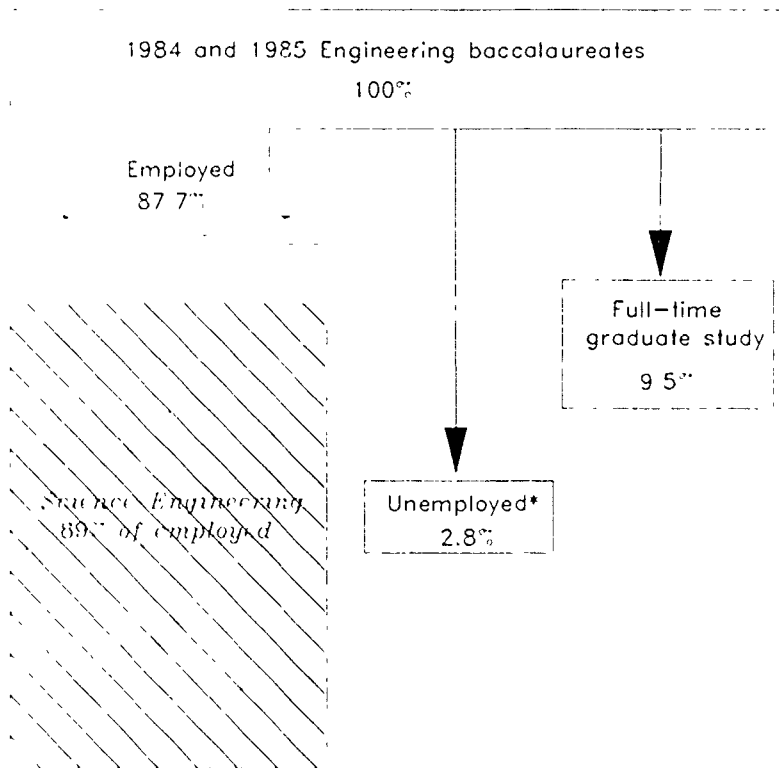 1984 and 1985 Engineering baccalaureates
100%
Employed
87.7%
Full-time
graduate study
9.5%
Science Engineering
89% of employed
Unemployed*
2.8%